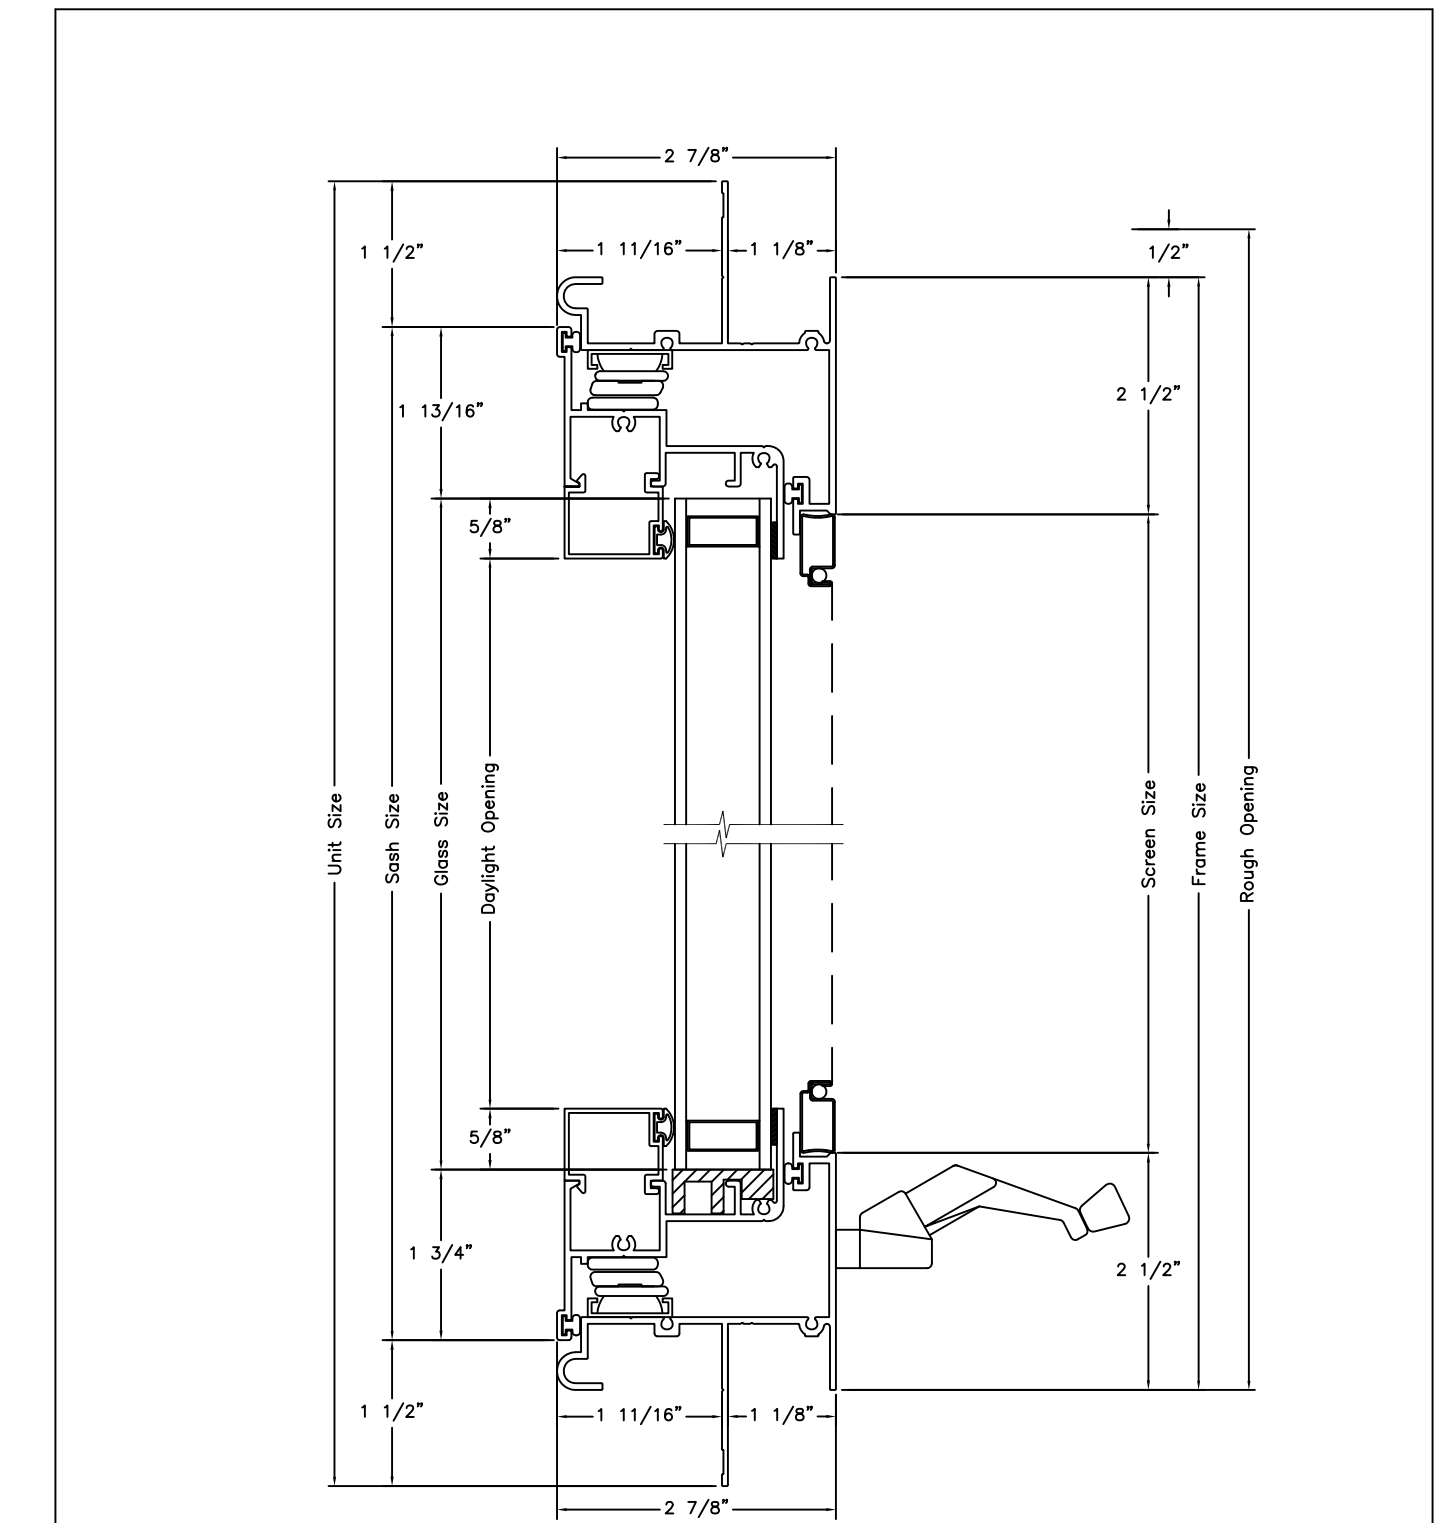 2 7/8"
1 1/2"
1 11/16"
1 1/8"
1/2"
1 13/16"
2 1/2"
5/8"
Unit Size
Sash Size
Glass Size
Daylight Opening
Screen Size
Frame Size
Rough Opening
5/8"
1 3/4"
2 1/2"
1 1/2"
1 11/16"
1 1/8"
2 7/8"